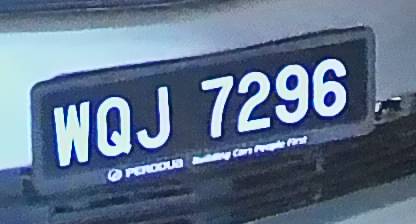 WQJ 7296
PERODUA Building Cars People First